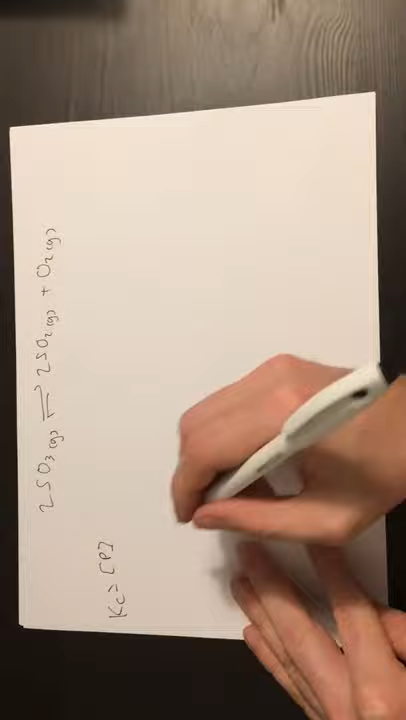 2SO₃(g) ⇌ 2SO₂(g) + O₂(g)
Kc = [P]